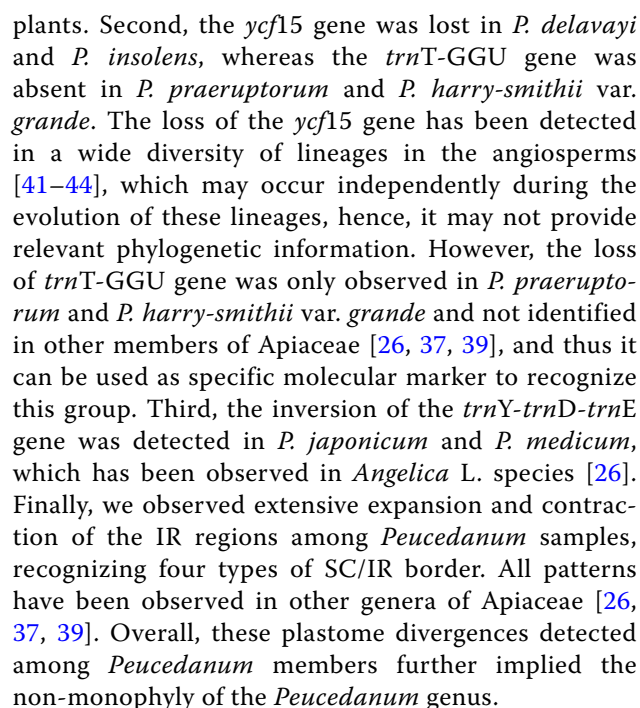 plants. Second, the ycf15 gene was lost in P. delavayi
and P. insolens, whereas the trnT-GGU gene was
absent in P. praeruptorum and P. harry-smithii var.
grande. The loss of the ycf15 gene has been detected
in a wide diversity of lineages in the angiosperms
[41–44], which may occur independently during the
evolution of these lineages, hence, it may not provide
relevant phylogenetic information. However, the loss
of trnT-GGU gene was only observed in P. praerupto-
rum and P. harry-smithii var. grande and not identified
in other members of Apiaceae [26, 37, 39], and thus it
can be used as specific molecular marker to recognize
this group. Third, the inversion of the trnY-trnD-trnE
gene was detected in P. japonicum and P. medicum,
which has been observed in Angelica L. species [26].
Finally, we observed extensive expansion and contrac-
tion of the IR regions among Peucedanum samples,
recognizing four types of SC/IR border. All patterns
have been observed in other genera of Apiaceae [26,
37, 39]. Overall, these plastome divergences detected
among Peucedanum members further implied the
non-monophyly of the Peucedanum genus.